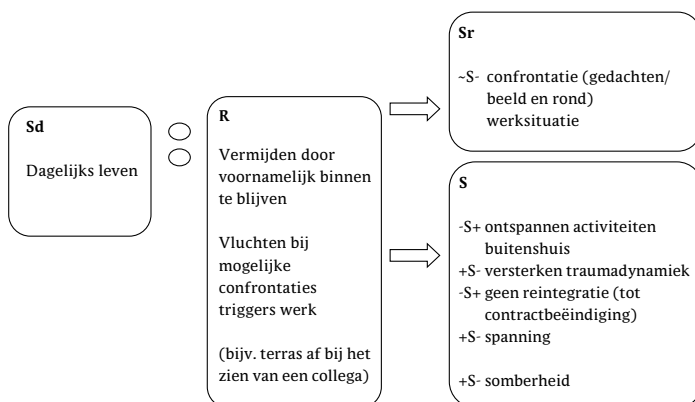 Sd
Dagelijks leven
R
Vermijden door
voornamelijk binnen
te blijven
Vluchten bij
mogelijke
confrontaties
triggers werk
(bijv. terras af bij het
zien van een collega)
Sr
~S- confrontatie (gedachten/
beeld en rond)
werksituatie
S
-S+ ontspannen activiteiten
buitenshuis
+S- versterken traumadynamiek
-S+ geen reintegratie (tot
contractbeëindiging)
+S- spanning
+S- somberheid